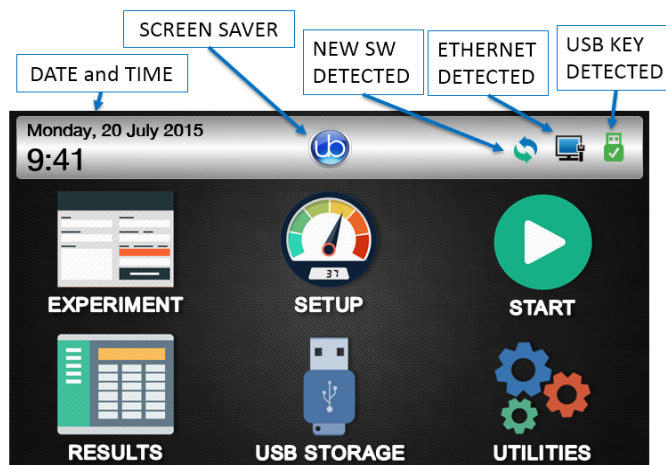 SCREEN SAVER
NEW SW
DETECTED
ETHERNET
DETECTED
USB KEY
DETECTED
DATE and TIME
Monday, 20 July 2015
9:41
ub
37
EXPERIMENT
SETUP
START
RESULTS
USB STORAGE
UTILITIES